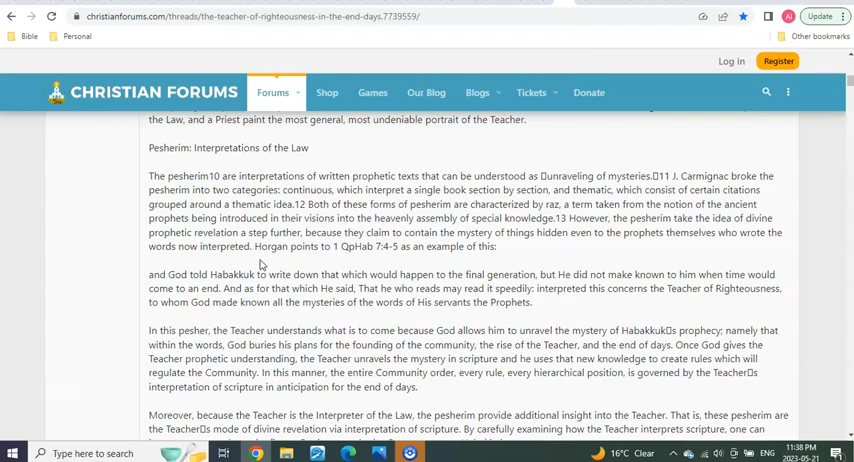 christianforums.com/threads/the-teacher-of-righteousness-in-the-end-days.7739559/
AI
Update
Bible
Personal
Other bookmarks
Log in
Register
CHRISTIAN FORUMS
Forums
Shop
Games
Our Blog
Blogs
Tickets
Donate
the Law, and a Priest paint the most general, most undeniable portrait of the Teacher.
Pesherim: Interpretations of the Law
The pesherim10 are interpretations of written prophetic texts that can be understood as □unraveling of mysteries.□11 J. Carmignac broke the
pesherim into two categories: continuous, which interpret a single book section by section, and thematic, which consist of certain citations
grouped around a thematic idea.12 Both of these forms of pesherim are characterized by raz, a term taken from the notion of the ancient
prophets being introduced in their visions into the heavenly assembly of special knowledge.13 However, the pesherim take the idea of divine
prophetic revelation a step further, because they claim to contain the mystery of things hidden even to the prophets themselves who wrote the
words now interpreted. Horgan points to 1 QpHab 7:4-5 as an example of this:
and God told Habakkuk to write down that which would happen to the final generation, but He did not make known to him when time would
come to an end. And as for that which He said, That he who reads may read it speedily: interpreted this concerns the Teacher of Righteousness,
to whom God made known all the mysteries of the words of His servants the Prophets.
In this pesher, the Teacher understands what is to come because God allows him to unravel the mystery of Habakkuk□s prophecy; namely that
within the words, God buries his plans for the founding of the community, the rise of the Teacher, and the end of days. Once God gives the
Teacher prophetic understanding, the Teacher unravels the mystery in scripture and he uses that new knowledge to create rules which will
regulate the Community. In this manner, the entire Community order, every rule, every hierarchical position, is governed by the Teacher□s
interpretation of scripture in anticipation for the end of days.
Moreover, because the Teacher is the Interpreter of the Law, the pesherim provide additional insight into the Teacher. That is, these pesherim are
the Teacher□s mode of divine revelation via interpretation of scripture. By carefully examining how the Teacher interprets scripture, one can
Type here to search
16°C Clear
ENG
11:38 PM
2023-05-21